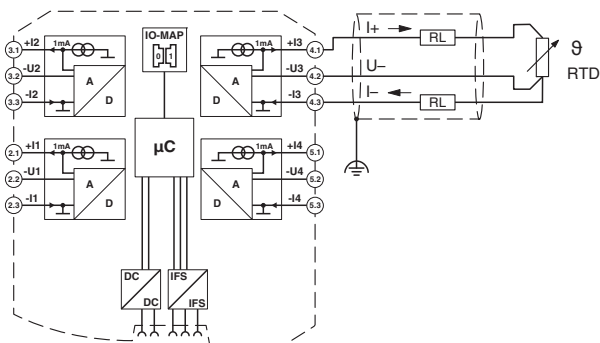 IO-MAP
0 1
3.1 +I2 1mA
3.2 -U2
3.3 -I2
A
D
1mA +I3 4.1
-U3 4.2
-I3 4.3
A
D
I+ RL
U–
I– RL
ϑ
RTD
µC
2.1 +I1 1mA
2.2 -U1
2.3 -I1
A
D
1mA +I4 5.1
-U4 5.2
-I4 5.3
A
D
DC
DC
IFS
IFS